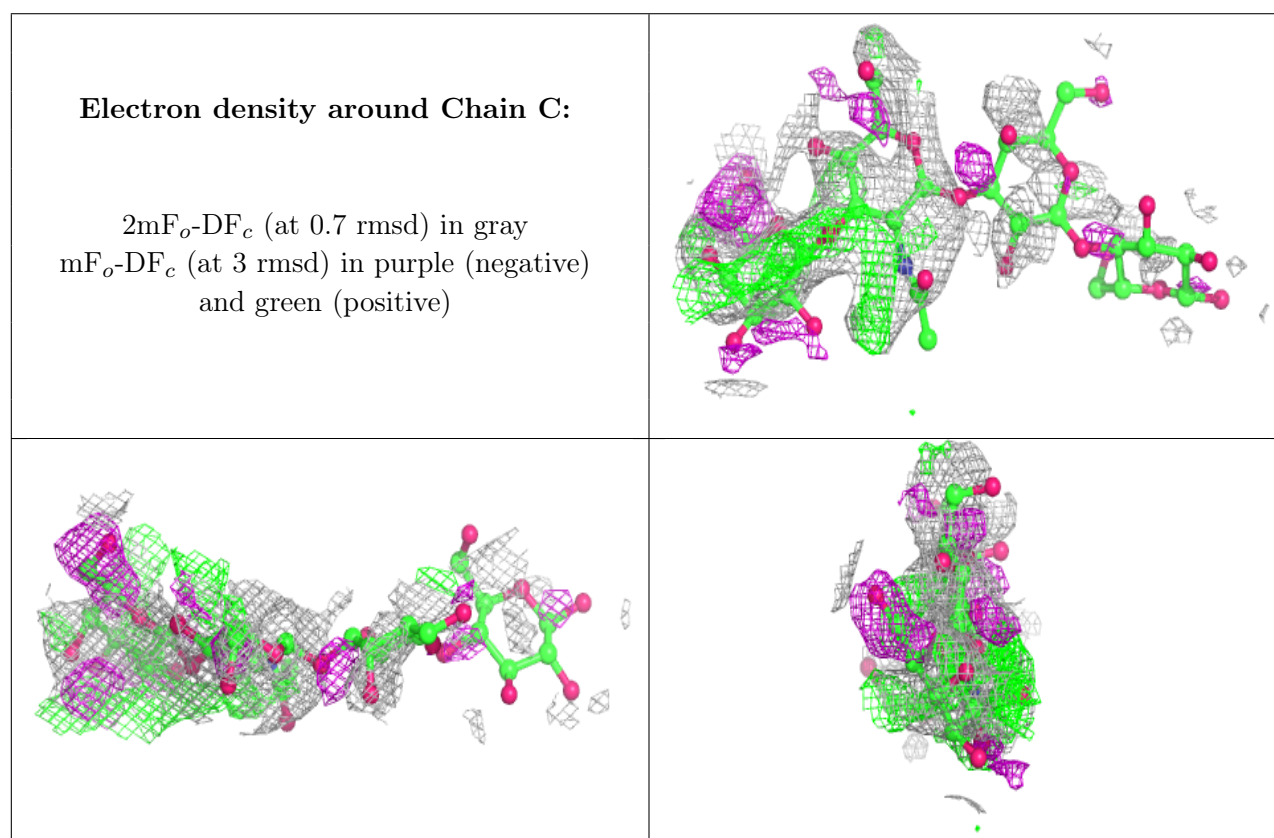 Electron density around Chain C:
2mFo-DFc (at 0.7 rmsd) in gray
mFo-DFc (at 3 rmsd) in purple (negative)
and green (positive)